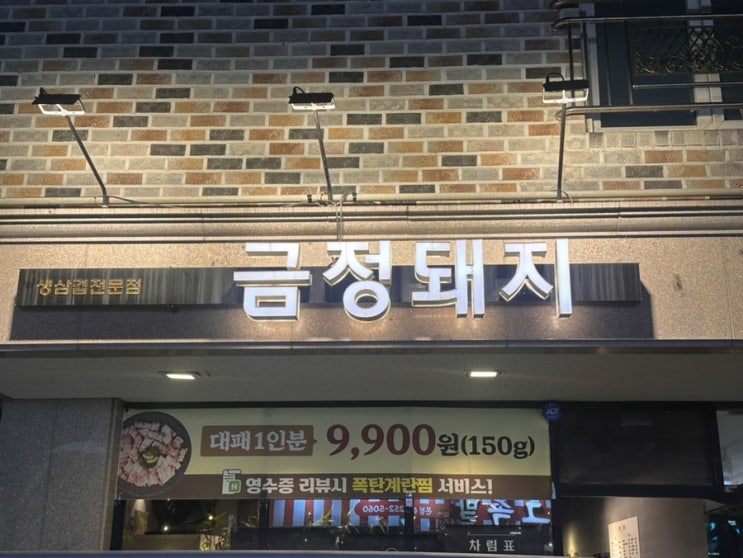 생삼겹전문점
금정돼지
대패1인분 9,900원(150g)
영수증 리뷰시 폭탄계란찜 서비스!
252-5060
차림표